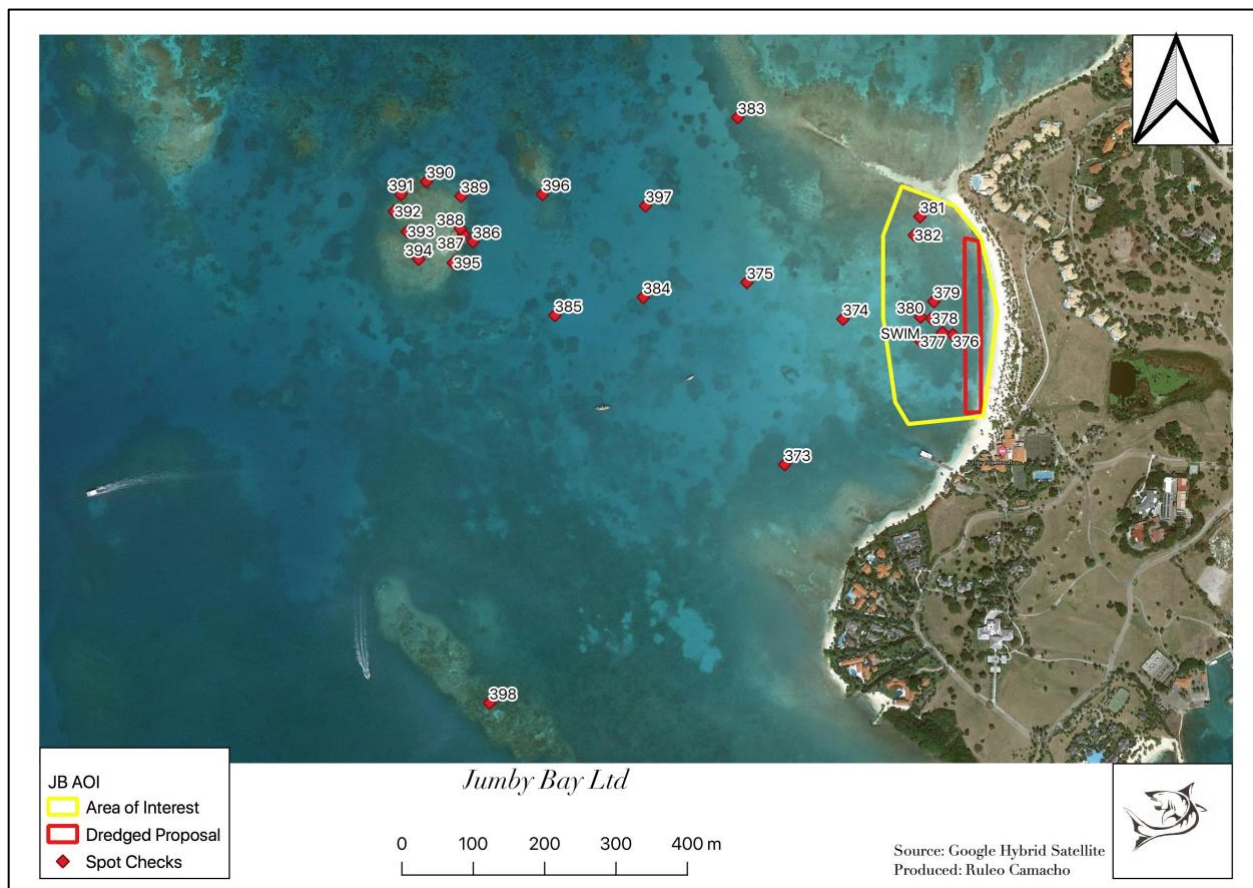 383
390
391
389
396
397
392
381
388
393
386
382
387
394
395
375
384
379
385
374
380
378
SWIM
377
376
373
398
JB AOI
Area of Interest
Dredged Proposal
Spot Checks
Jumby Bay Ltd
0 100 200 300 400 m
Source: Google Hybrid Satellite
Produced: Ruleo Camacho